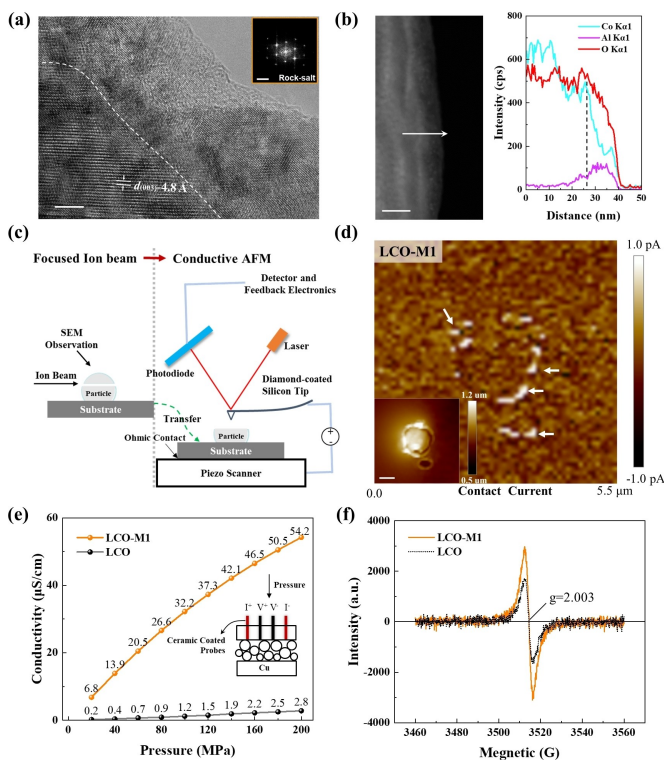 (a)
Rock-salt
d(003)-4.8 Å
(b)
Intensity (cps)
800
600
400
200
0
Co Kα1
Al Kα1
O Kα1
0 10 20 30 40 50
Distance (nm)
(c)
Focused Ion beam Conductive AFM
Detector and
Feedback Electronics
SEM
Observation
Laser
Photodiode
Ion Beam
Diamond-coated
Silicon Tip
Particle
Substrate
Transfer
Ohmic Contact
Particle
Substrate
Piezo Scanner
+
-
(d)
LCO-M1
1.0 pA
1.2 um
0.5 um
-1.0 pA
0.0 Contact Current 5.5 μm
(e)
Conductivity (μS/cm)
60
40
20
0
LCO-M1
LCO
6.8 13.9 20.5 26.6 32.2 37.3 42.1 46.5 50.5 54.2
Pressure
I+ V+ V- I-
Ceramic Coated
Probes
Cu
0.2 0.4 0.7 0.9 1.2 1.5 1.9 2.2 2.5 2.8
0 40 80 120 160 200
Pressure (MPa)
(f)
Intensity (a.u.)
4000
2000
0
-2000
-4000
LCO-M1
LCO
g=2.003
3460 3480 3500 3520 3540 3560
Megnetic (G)